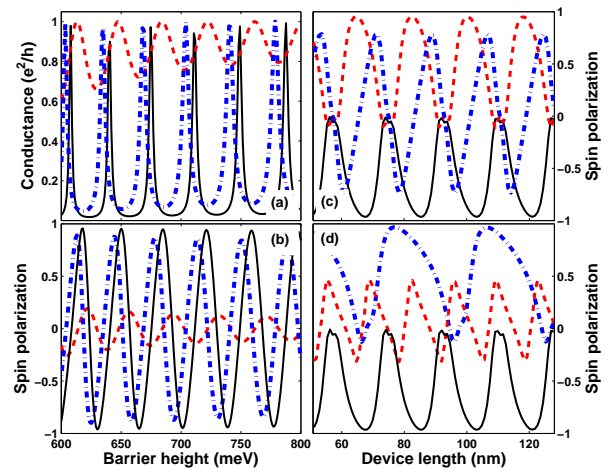 Conductance (e²/h)
1
0.8
0.6
0.4
0.2
(a)
(c)
1
0.5
0
−0.5
−1
Spin polarization
Spin polarization
1
0.5
0
−0.5
−1
(b)
(d)
0.5
0
−0.5
−1
Spin polarization
600
650
700
750
800
Barrier height (meV)
60
80
100
120
Device length (nm)